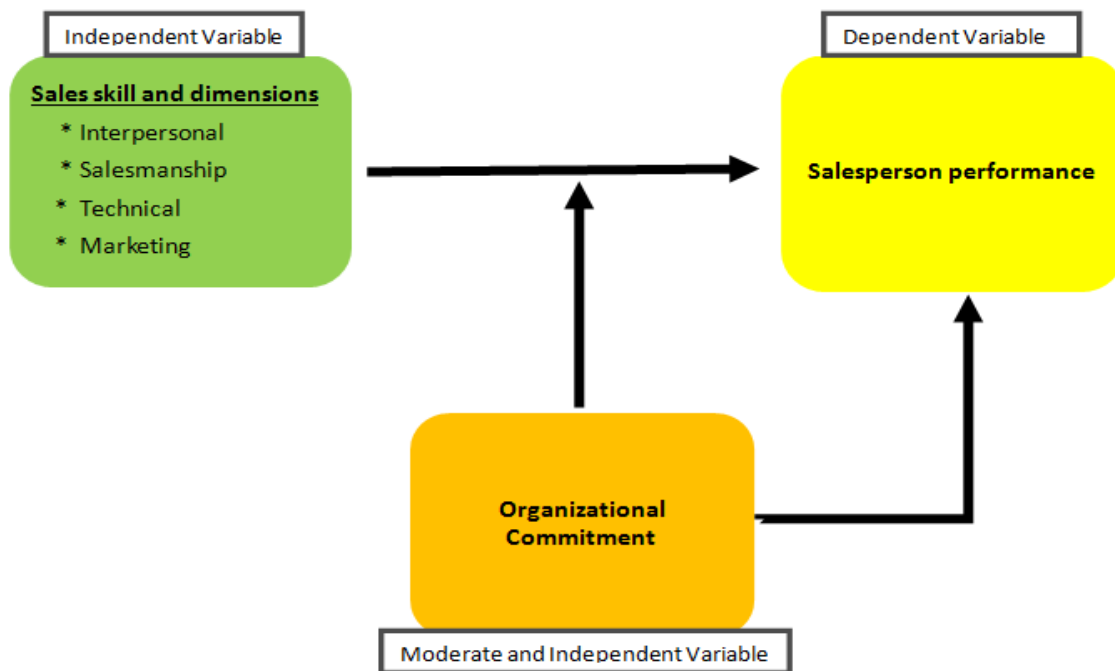 Independent Variable
Dependent Variable
Sales skill and dimensions
* Interpersonal
* Salesmanship
* Technical
* Marketing
Salesperson performance
Organizational
Commitment
Moderate and Independent Variable